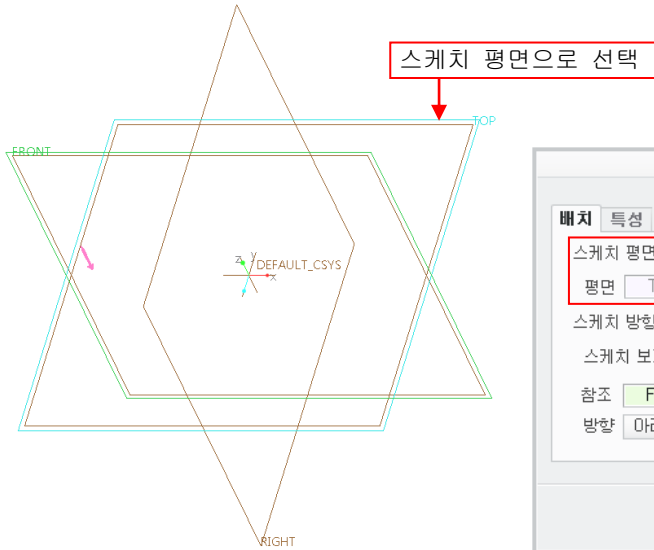 스케치 평면으로 선택
TOP
FRONT
배치 특성
스케치 평면
z y
DEFAULT_CSYS
x
평면
스케치 방향
스케치
참조 F
방향
RIGHT